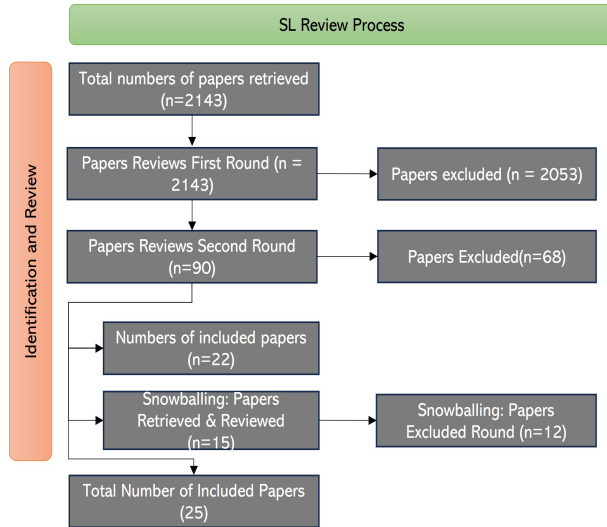 SL Review Process
Identification and Review
Total numbers of papers retrieved
(n=2143)
Papers Reviews First Round (n =
2143)
Papers excluded (n = 2053)
Papers Reviews Second Round
(n=90)
Papers Excluded(n=68)
Numbers of included papers
(n=22)
Snowballing: Papers
Retrieved & Reviewed
(n=15)
Snowballing: Papers
Excluded Round (n=12)
Total Number of Included Papers
(25)